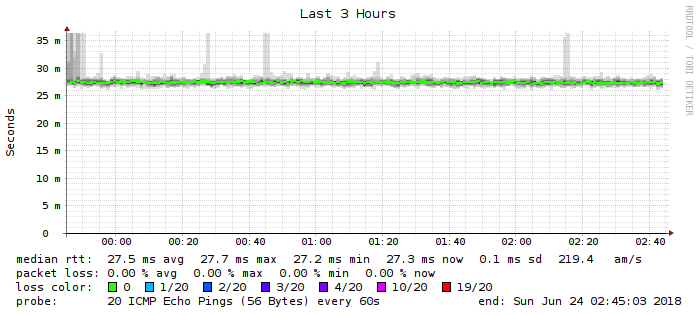 Last 3 Hours
RRDTOOL / TOBI OETIKER
Seconds
35 m
30 m
25 m
20 m
15 m
10 m
5 m
0
00:00 00:20 00:40 01:00 01:20 01:40 02:00 02:20 02:40
median rtt: 27.5 ms avg 27.7 ms max 27.2 ms min 27.3 ms now 0.1 ms sd 219.4 am/s
packet loss: 0.00 % avg 0.00 % max 0.00 % min 0.00 % now
loss color: 0 1/20 2/20 3/20 4/20 10/20 19/20
probe: 20 ICMP Echo Pings (56 Bytes) every 60s end: Sun Jun 24 02:45:03 2018